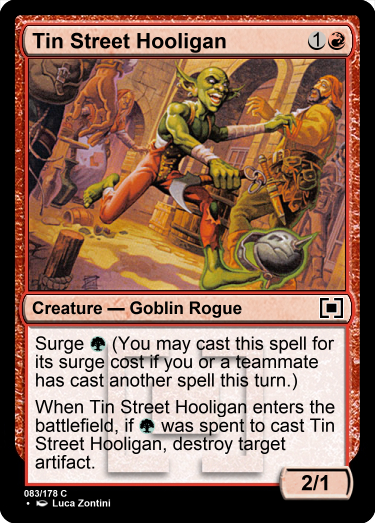 Tin Street Hooligan 1
Creature — Goblin Rogue
Surge (You may cast this spell for
its surge cost if you or a teammate
has cast another spell this turn.)
When Tin Street Hooligan enters the
battlefield, if was spent to cast Tin
Street Hooligan, destroy target
artifact.
2/1
083/178 C
• Luca Zontini